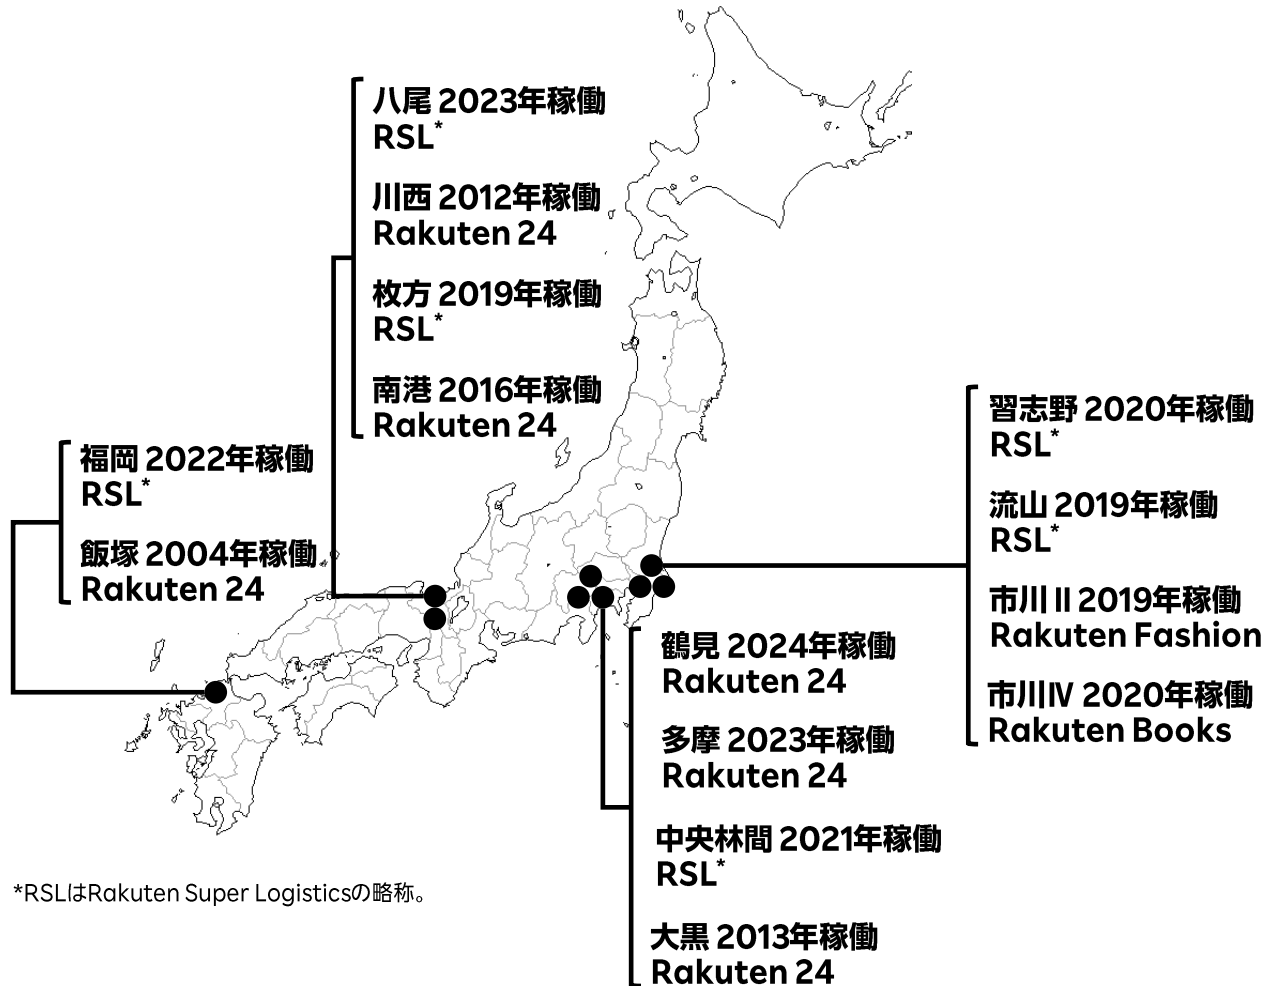 八尾 2023年稼働
RSL*
川西 2012年稼働
Rakuten 24
枚方 2019年稼働
RSL*
南港 2016年稼働
Rakuten 24
福岡 2022年稼働
RSL*
飯塚 2004年稼働
Rakuten 24
習志野 2020年稼働
RSL*
流山 2019年稼働
RSL*
市川Ⅱ 2019年稼働
Rakuten Fashion
市川Ⅳ 2020年稼働
Rakuten Books
鶴見 2024年稼働
Rakuten 24
多摩 2023年稼働
Rakuten 24
中央林間 2021年稼働
RSL*
大黒 2013年稼働
Rakuten 24
*RSLはRakuten Super Logisticsの略称。